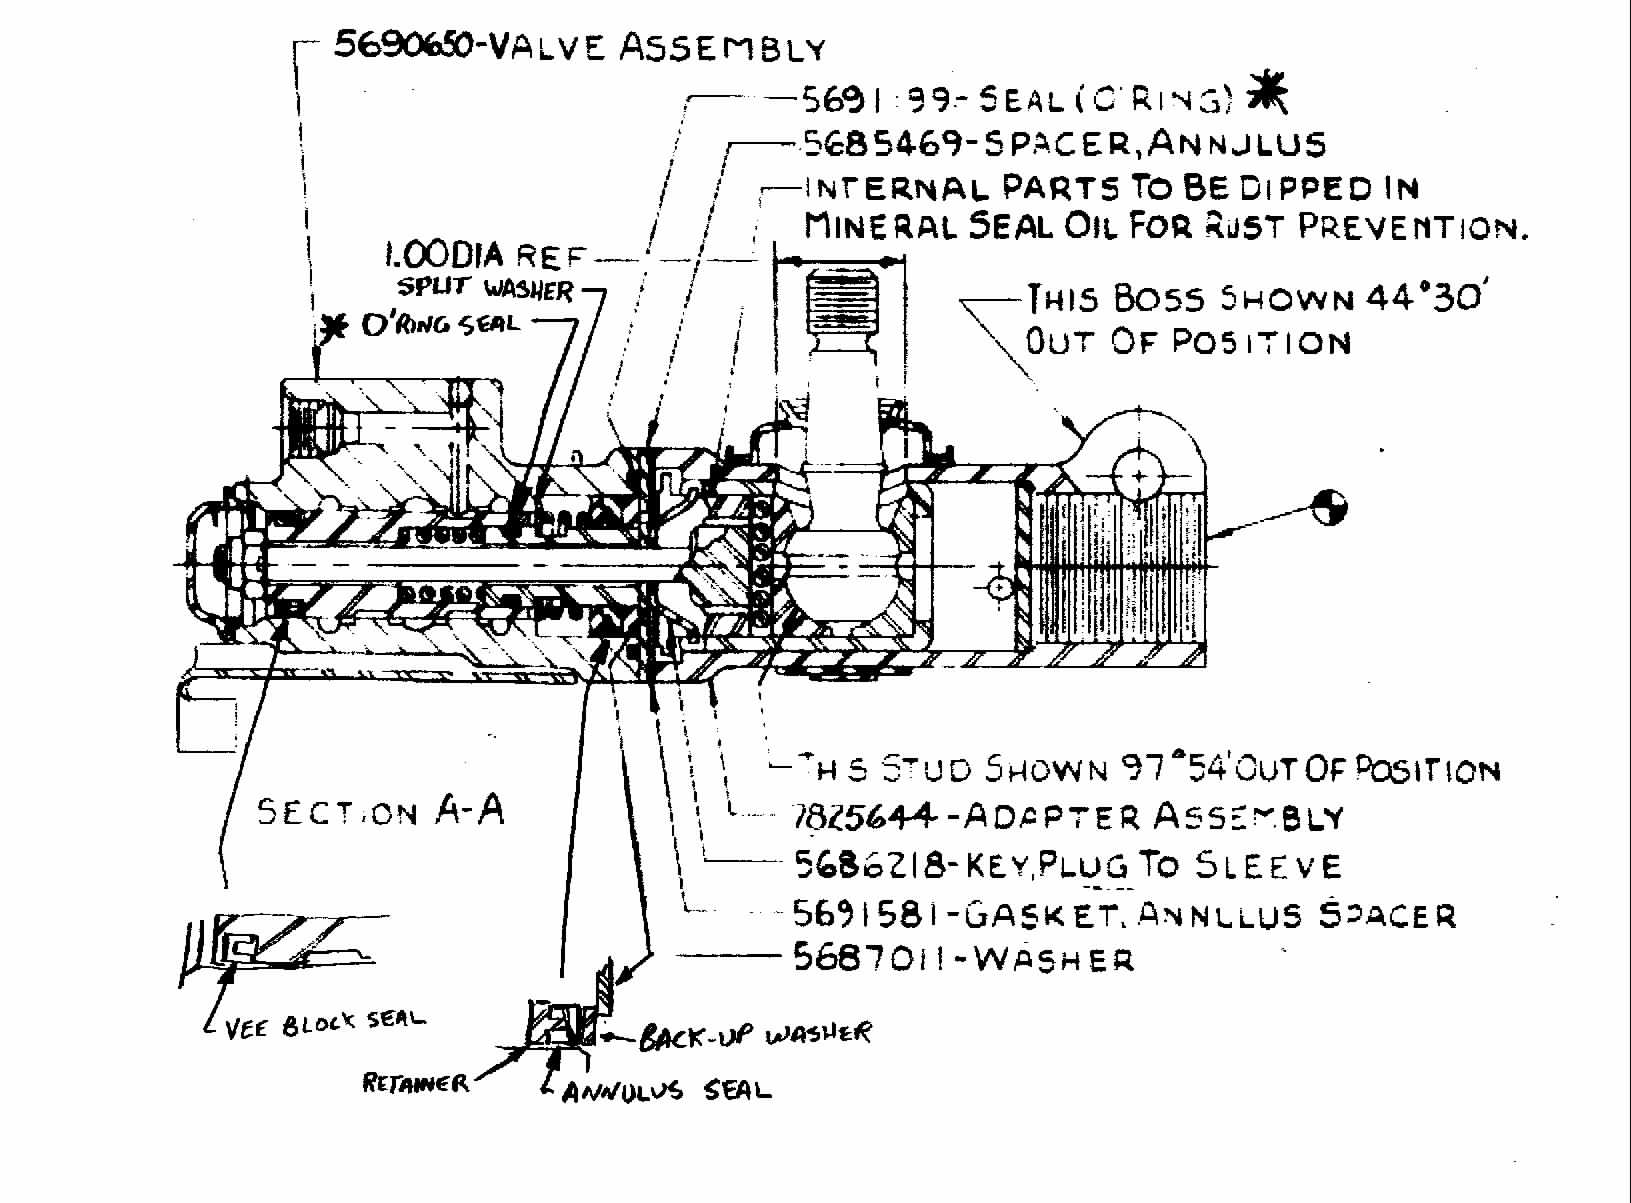 5690650-VALVE ASSEMBLY
SEAL (O'RING) *
5685469-SPACER, ANNULUS
INTERNAL PARTS TO BE DIPPED IN
MINERAL SEAL OIL FOR RUST PREVENTION.
1.00 DIA REF
SPLIT WASHER
* O'RING SEAL
THIS BOSS SHOWN 44°30'
OUT OF POSITION
THIS STUD SHOWN 97°54' OUT OF POSITION
SECTION A-A
7825644-ADAPTER ASSEMBLY
5686218-KEY, PLUG TO SLEEVE
5691581-GASKET, ANNULUS SPACER
5687011-WASHER
VEE BLOCK SEAL
BACK-UP WASHER
RETAINER
ANNULUS SEAL